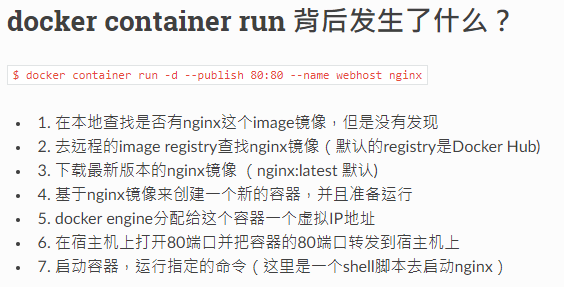 docker container run 背后发生了什么？
$ docker container run -d --publish 80:80 --name webhost nginx
• 1. 在本地查找是否有nginx这个image镜像，但是没有发现
• 2. 去远程的image registry查找nginx镜像（默认的registry是Docker Hub)
• 3. 下载最新版本的nginx镜像 （nginx:latest 默认)
• 4. 基于nginx镜像来创建一个新的容器，并且准备运行
• 5. docker engine分配给这个容器一个虚拟IP地址
• 6. 在宿主机上打开80端口并把容器的80端口转发到宿主机上
• 7. 启动容器，运行指定的命令（这里是一个shell脚本去启动nginx）